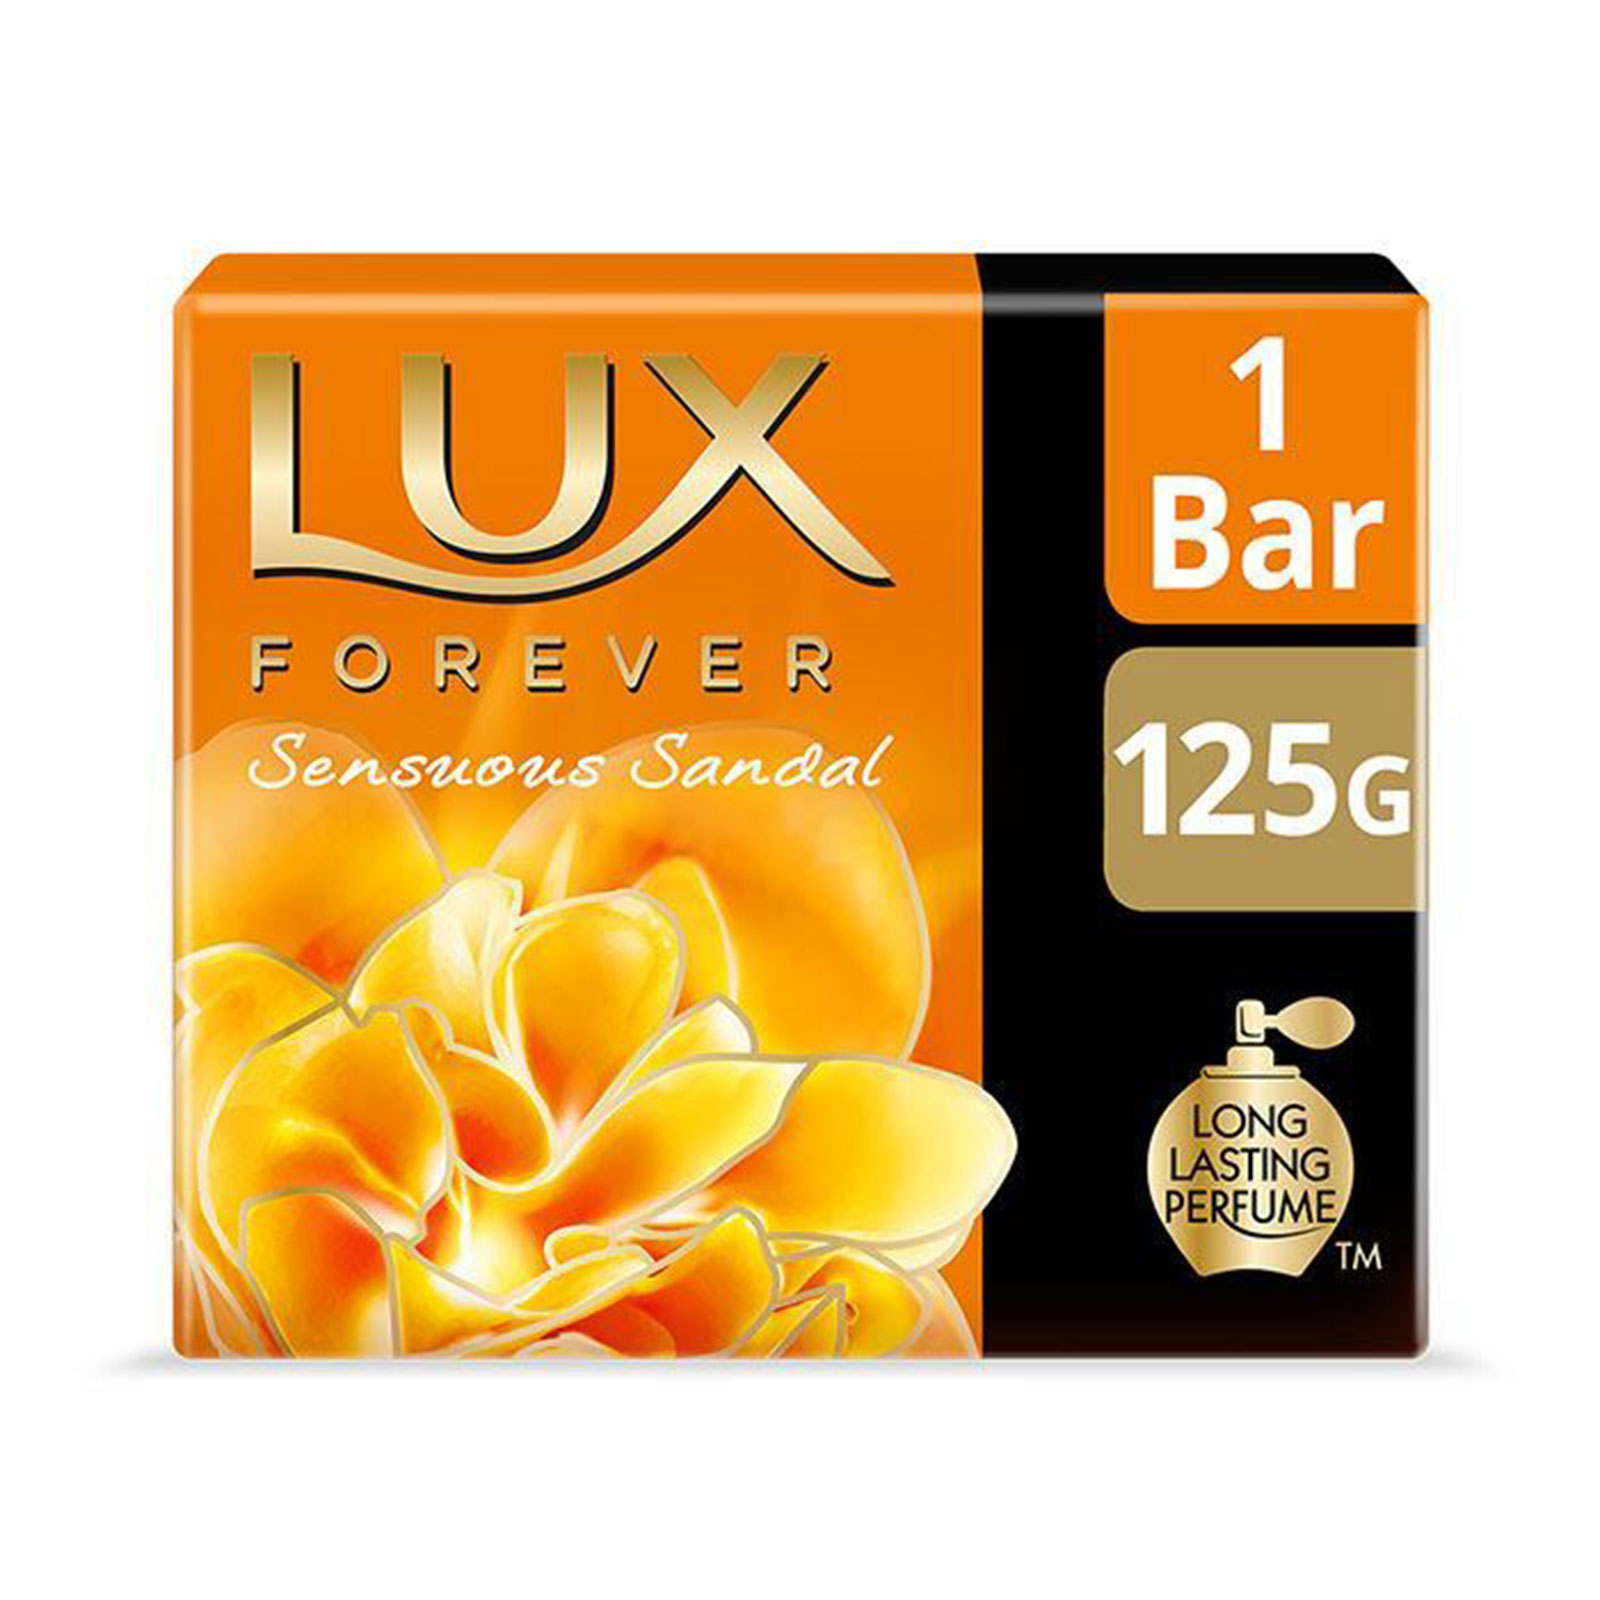 LUX
FOREVER
Sensuous Sandal
1
Bar
125G
LONG
LASTING
PERFUME
TM